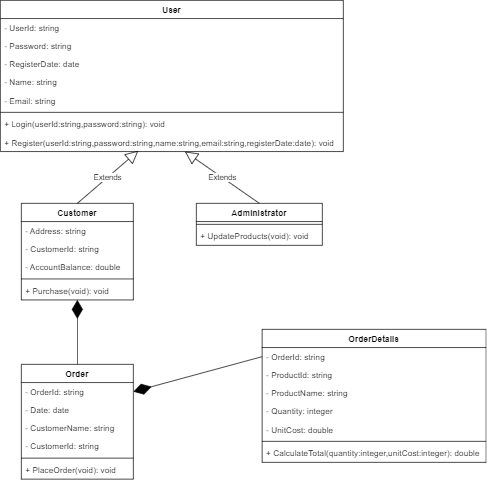 User
- UserId: string
- Password: string
- RegisterDate: date
- Name: string
- Email: string
+ Login(userId:string,password:string): void
+ Register(userId:string,password:string,name:string,email:string,registerDate:date): void
Extends
Extends
Customer
- Address: string
- CustomerId: string
- AccountBalance: double
+ Purchase(void): void
Administrator
+ UpdateProducts(void): void
Order
- OrderId: string
- Date: date
- CustomerName: string
- CustomerId: string
+ PlaceOrder(void): void
OrderDetails
- OrderId: string
- ProductId: string
- ProductName: string
- Quantity: integer
- UnitCost: double
+ CalculateTotal(quantity:integer,unitCost:integer): double